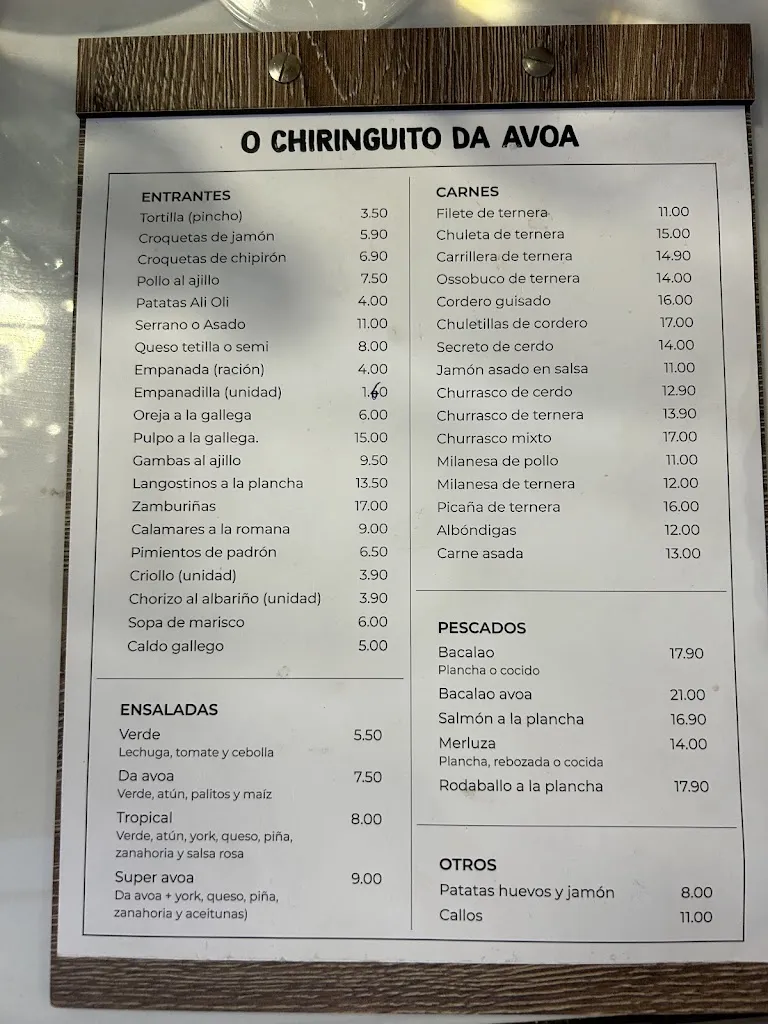 O CHIRINGUITO DA AVOA
ENTRANTES
Tortilla (pincho) 3.50
Croquetas de jamón 5.90
Croquetas de chipirón 6.90
Pollo al ajillo 7.50
Patatas Ali Oli 4.00
Serrano o Asado 11.00
Queso tetilla o semi 8.00
Empanada (ración) 4.00
Empanadilla (unidad) 1.60
Oreja a la gallega 6.00
Pulpo a la gallega. 15.00
Gambas al ajillo 9.50
Langostinos a la plancha 13.50
Zamburiñas 17.00
Calamares a la romana 9.00
Pimientos de padrón 6.50
Criollo (unidad) 3.90
Chorizo al albariño (unidad) 3.90
Sopa de marisco 6.00
Caldo gallego 5.00
ENSALADAS
Verde 5.50
Lechuga, tomate y cebolla
Da avoa 7.50
Verde, atún, palitos y maíz
Tropical 8.00
Verde, atún, york, queso, piña,
zanahoria y salsa rosa
Super avoa 9.00
Da avoa + york, queso, piña,
zanahoria y aceitunas)
CARNES
Filete de ternera 11.00
Chuleta de ternera 15.00
Carrillera de ternera 14.90
Ossobuco de ternera 14.00
Cordero guisado 16.00
Chuletillas de cordero 17.00
Secreto de cerdo 14.00
Jamón asado en salsa 11.00
Churrasco de cerdo 12.90
Churrasco de ternera 13.90
Churrasco mixto 17.00
Milanesa de pollo 11.00
Milanesa de ternera 12.00
Picaña de ternera 16.00
Albóndigas 12.00
Carne asada 13.00
PESCADOS
Bacalao 17.90
Plancha o cocido
Bacalao avoa 21.00
Salmón a la plancha 16.90
Merluza 14.00
Plancha, rebozada o cocida
Rodaballo a la plancha 17.90
OTROS
Patatas huevos y jamón 8.00
Callos 11.00